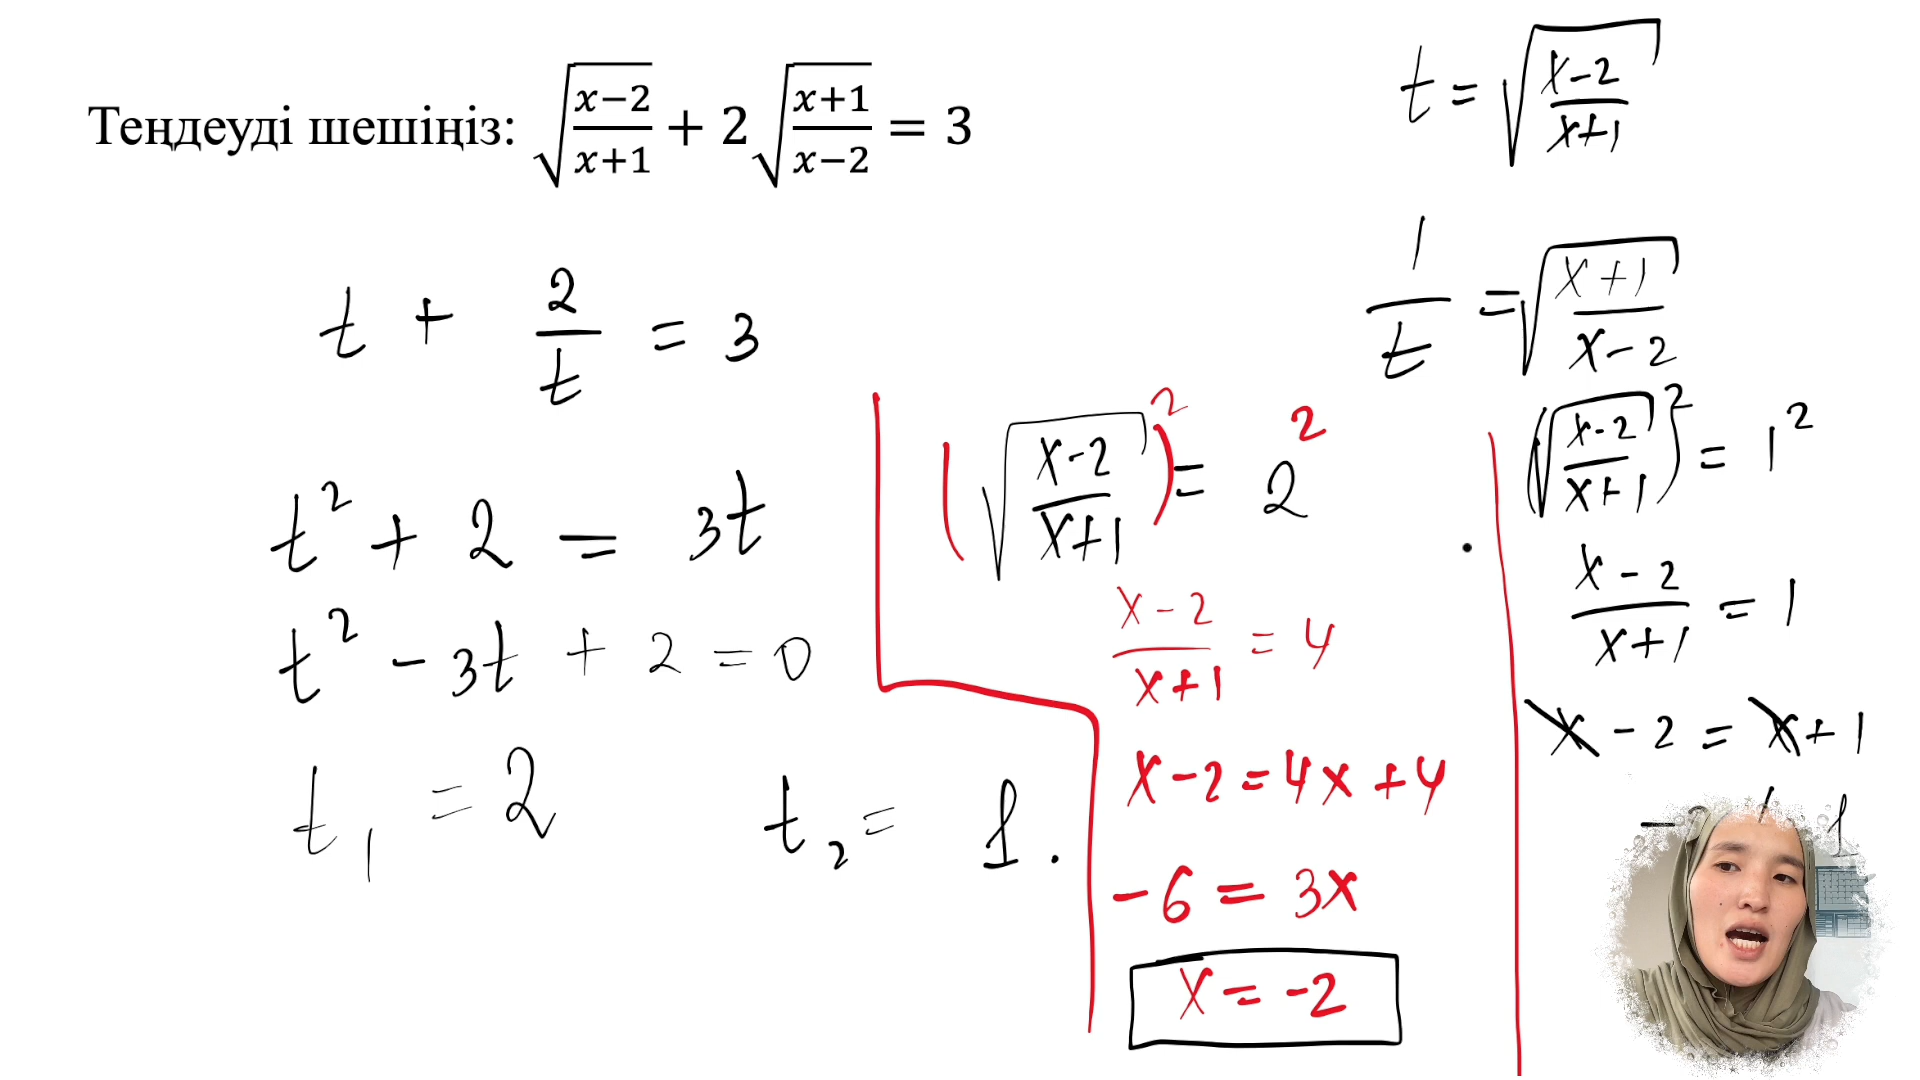 Теңдеуді шешіңіз: √((x−2)/(x+1)) + 2√((x+1)/(x−2)) = 3
t = √((x-2)/(x+1))
1/t = √((x+1)/(x-2))
t + 2/t = 3
t² + 2 = 3t
t² - 3t + 2 = 0
t₁ = 2 t₂ = 1.
(√((x-2)/(x+1)))² = 2²
(x-2)/(x+1) = 4
x-2=4x+4
-6 = 3x
x = -2
(√((x-2)/(x+1)))² = 1²
(x-2)/(x+1) = 1
x - 2 = x + 1